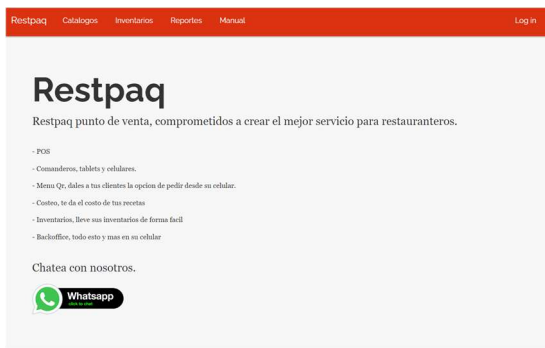 Restpaq Catalogos Inventarios Reportes Manual Log in
Restpaq
Restpaq punto de venta, comprometidos a crear el mejor servicio para restauranteros.
- POS
- Comanderos, tablets y celulares.
- Menu Qr, dales a tus clientes la opcion de pedir desde su celular.
- Costeo, te da el costo de tus recetas
- Inventarios, lleve sus inventarios de forma facil
- Backoffice, todo esto y mas en su celular
Chatea con nosotros.
Whatsapp
click to chat